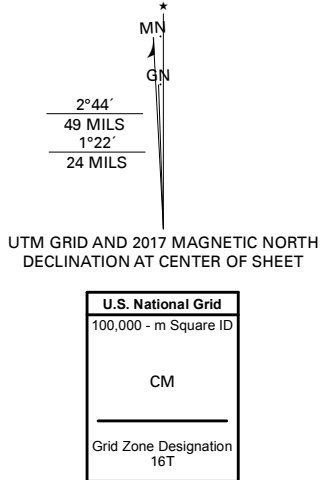 MN
GN
2°44´
49 MILS
1°22´
24 MILS
UTM GRID AND 2017 MAGNETIC NORTH
DECLINATION AT CENTER OF SHEET
U.S. National Grid
100,000 - m Square ID
CM
Grid Zone Designation
16T